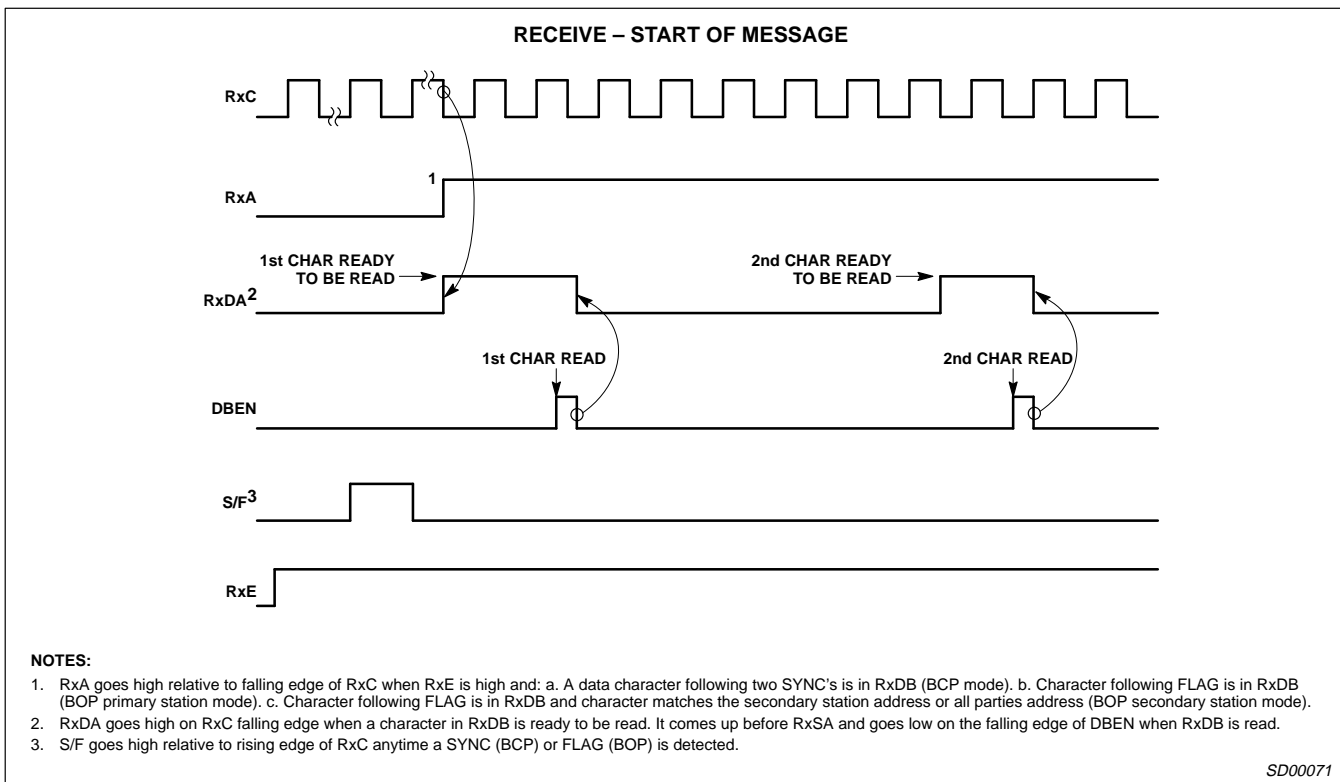 RECEIVE – START OF MESSAGE
RxC
RxA
1
1st CHAR READY
TO BE READ
2nd CHAR READY
TO BE READ
RxDA2
1st CHAR READ
2nd CHAR READ
DBEN
S/F3
RxE
NOTES:
1. RxA goes high relative to falling edge of RxC when RxE is high and: a. A data character following two SYNC's is in RxDB (BCP mode). b. Character following FLAG is in RxDB
(BOP primary station mode). c. Character following FLAG is in RxDB and character matches the secondary station address or all parties address (BOP secondary station mode).
2. RxDA goes high on RxC falling edge when a character in RxDB is ready to be read. It comes up before RxSA and goes low on the falling edge of DBEN when RxDB is read.
3. S/F goes high relative to rising edge of RxC anytime a SYNC (BCP) or FLAG (BOP) is detected.
SD00071